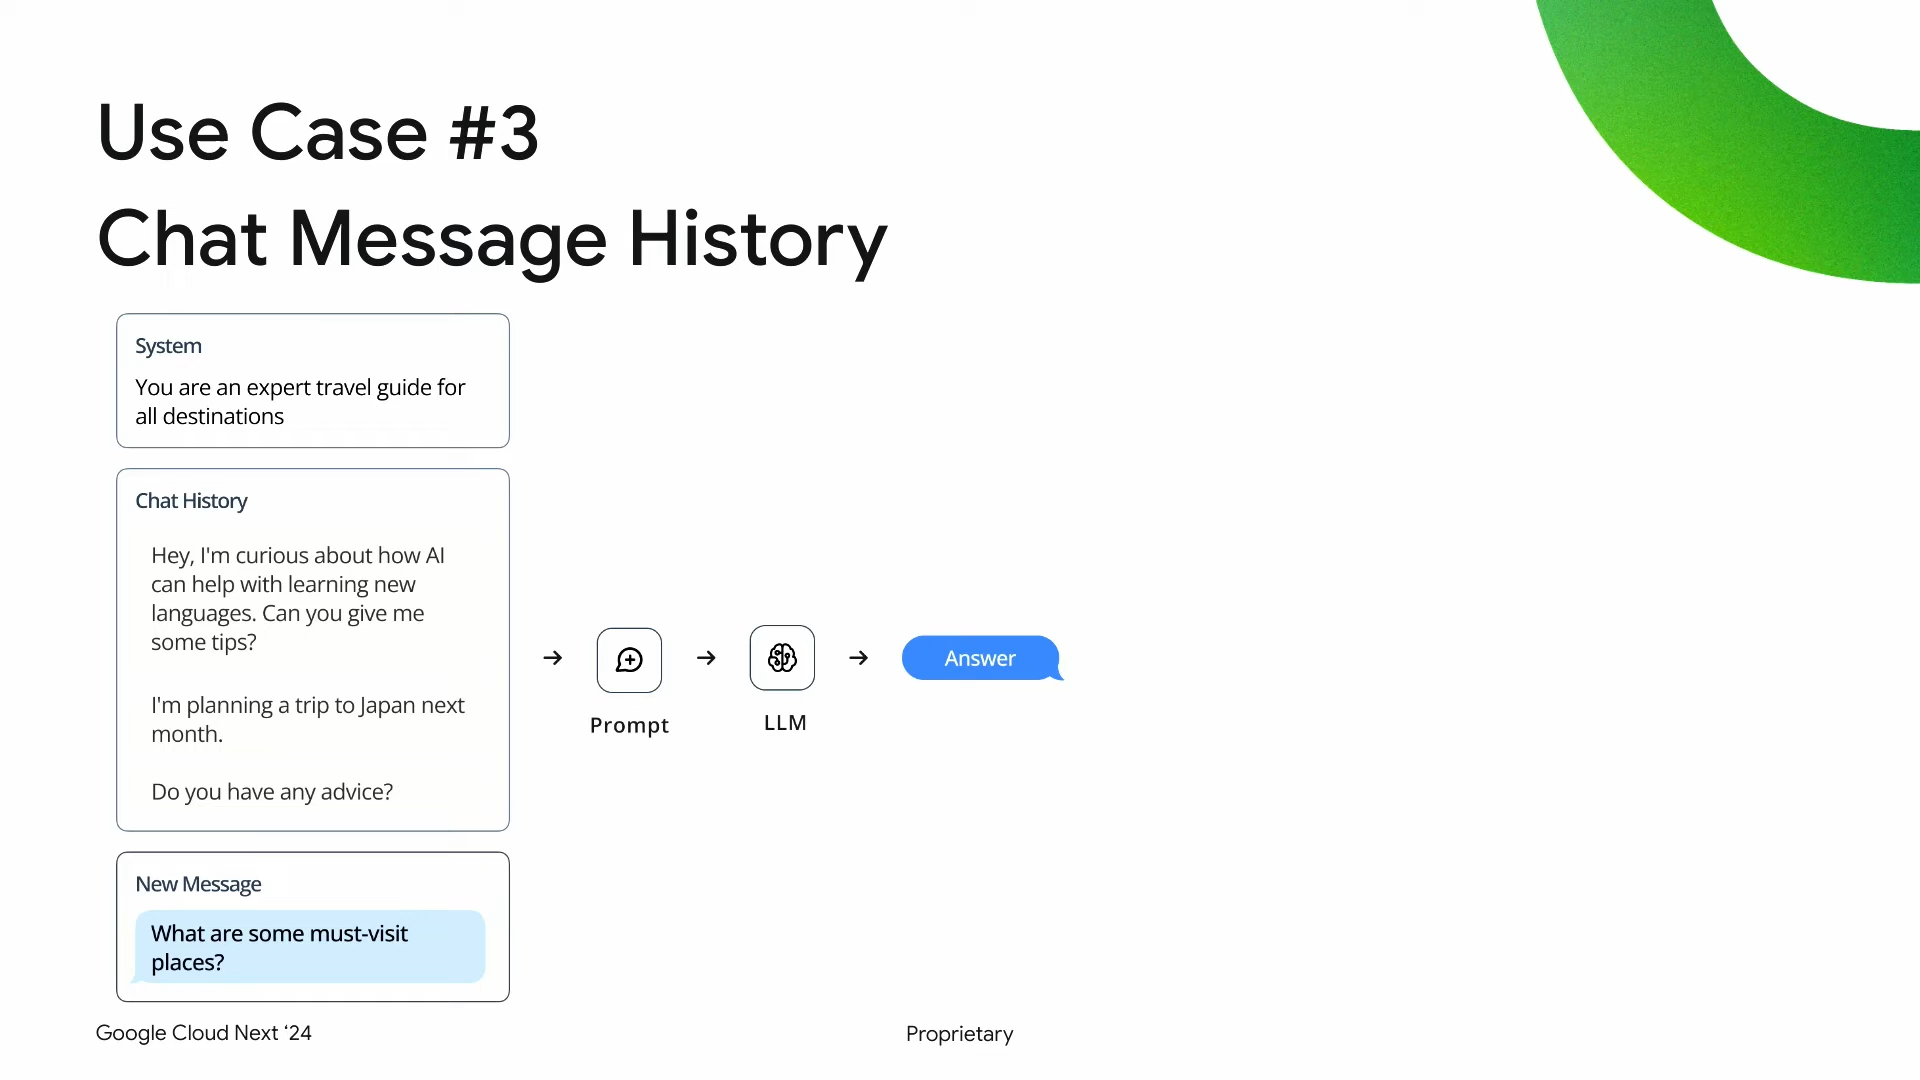 Use Case #3
Chat Message History
System
You are an expert travel guide for
all destinations
Chat History
Hey, I'm curious about how AI
can help with learning new
languages. Can you give me
some tips?
I'm planning a trip to Japan next
month.
Do you have any advice?
New Message
What are some must-visit
places?
Prompt
LLM
Answer
Google Cloud Next ‘24
Proprietary